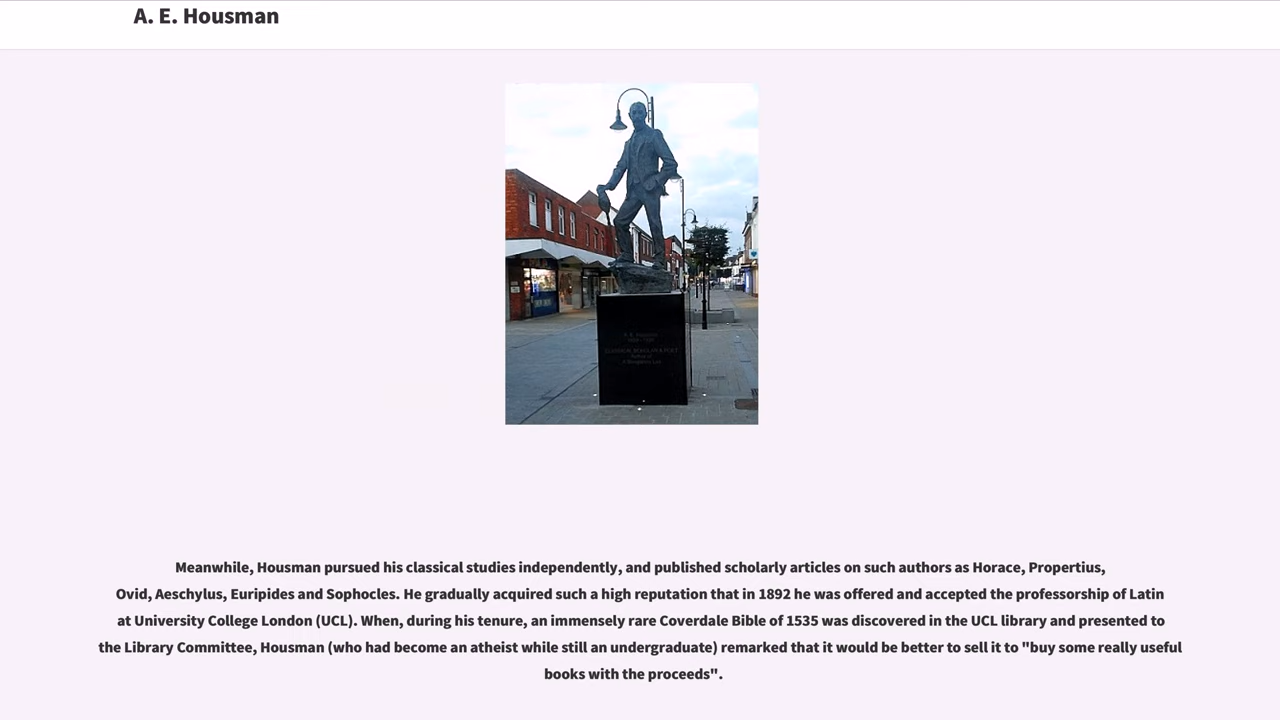 A. E. Housman
Meanwhile, Housman pursued his classical studies independently, and published scholarly articles on such authors as Horace, Propertius,
Ovid, Aeschylus, Euripides and Sophocles. He gradually acquired such a high reputation that in 1892 he was offered and accepted the professorship of Latin
at University College London (UCL). When, during his tenure, an immensely rare Coverdale Bible of 1535 was discovered in the UCL library and presented to
the Library Committee, Housman (who had become an atheist while still an undergraduate) remarked that it would be better to sell it to "buy some really useful
books with the proceeds".